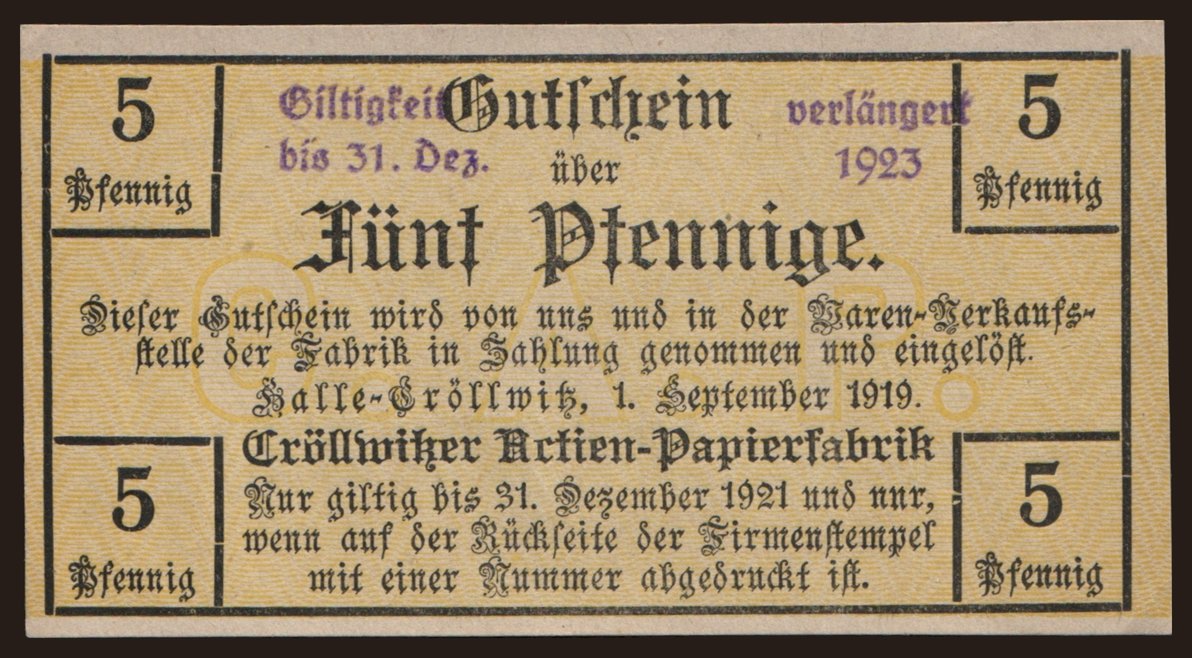 5 Pfennig
Giltigkeit verlängert
bis 31. Dez. 1923
Gutschein
über
Fünf Pfennige.
5 Pfennig
Dieser Gutschein wird von uns und in der Waren-Verkaufs-
stelle der Fabrik in Zahlung genommen und eingelöst.
Halle-Cröllwitz, 1. September 1919.
Cröllwitzer Actien-Papierfabrik
Nur giltig bis 31. Dezember 1921 und nur,
wenn auf der Rückseite der Firmenstempel
mit einer Nummer abgedruckt ist.
5 Pfennig
5 Pfennig
C. A. P.